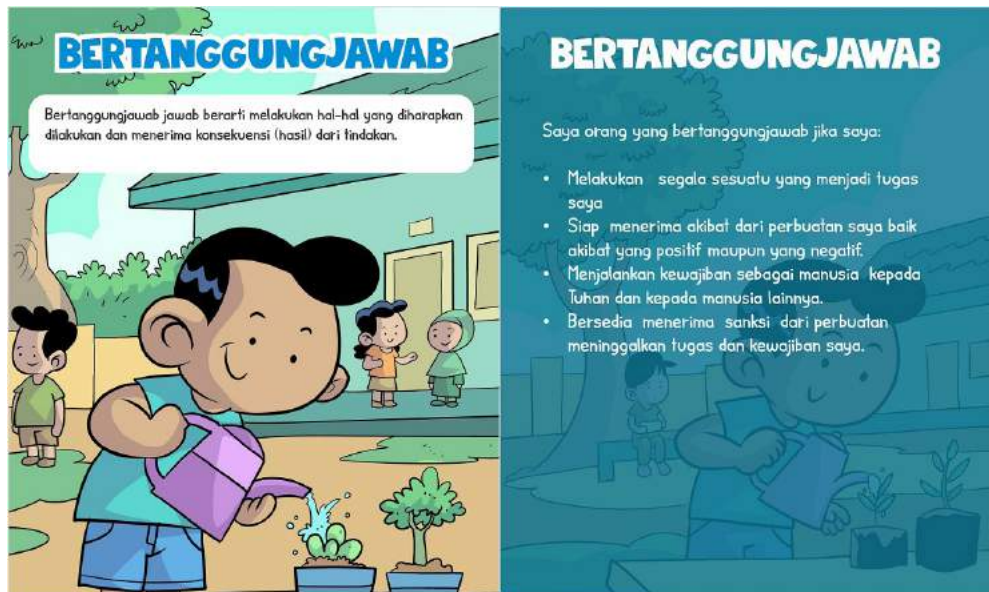 BERTANGGUNGJAWAB
Bertanggungjawab jawab berarti melakukan hal-hal yang diharapkan
dilakukan dan menerima konsekuensi (hasil) dari tindakan.
BERTANGGUNGJAWAB
Saya orang yang bertanggungjawab jika saya:
• Melakukan segala sesuatu yang menjadi tugas
saya
• Siap menerima akibat dari perbuatan saya baik
akibat yang positif maupun yang negatif.
• Menjalankan kewajiban sebagai manusia kepada
Tuhan dan kepada manusia lainnya.
• Bersedia menerima sanksi dari perbuatan
meninggalkan tugas dan kewajiban saya.